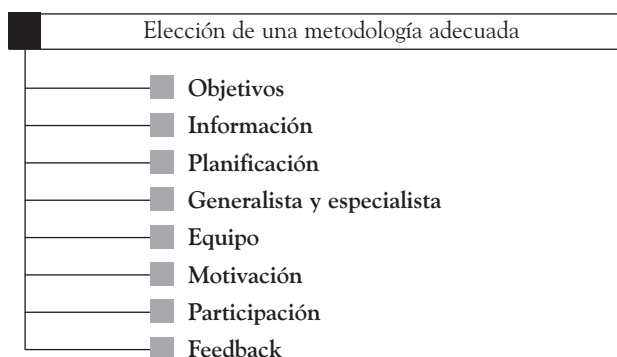 Elección de una metodología adecuada
Objetivos
Información
Planificación
Generalista y especialista
Equipo
Motivación
Participación
Feedback